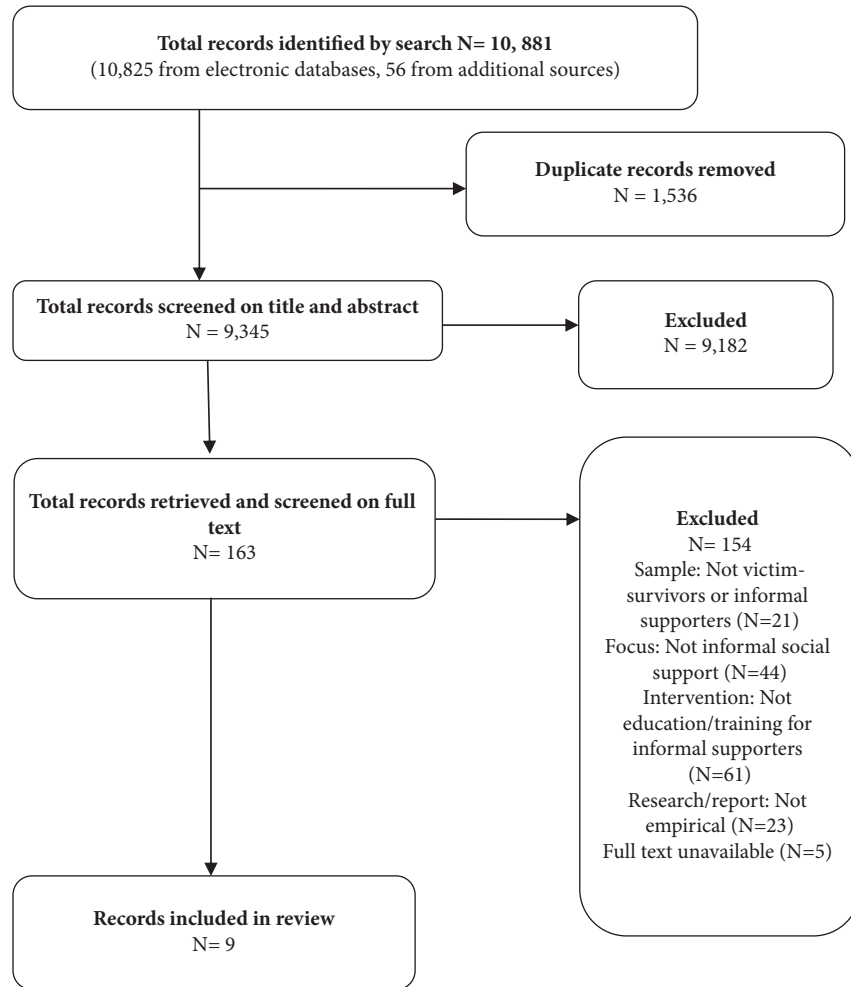 Total records identified by search N= 10, 881
(10,825 from electronic databases, 56 from additional sources)
Duplicate records removed
N = 1,536
Total records screened on title and abstract
N = 9,345
Excluded
N = 9,182
Total records retrieved and screened on full
text
N= 163
Excluded
N= 154
Sample: Not victim-
survivors or informal
supporters (N=21)
Focus: Not informal social
support (N=44)
Intervention: Not
education/training for
informal supporters
(N=61)
Research/report: Not
empirical (N=23)
Full text unavailable (N=5)
Records included in review
N= 9